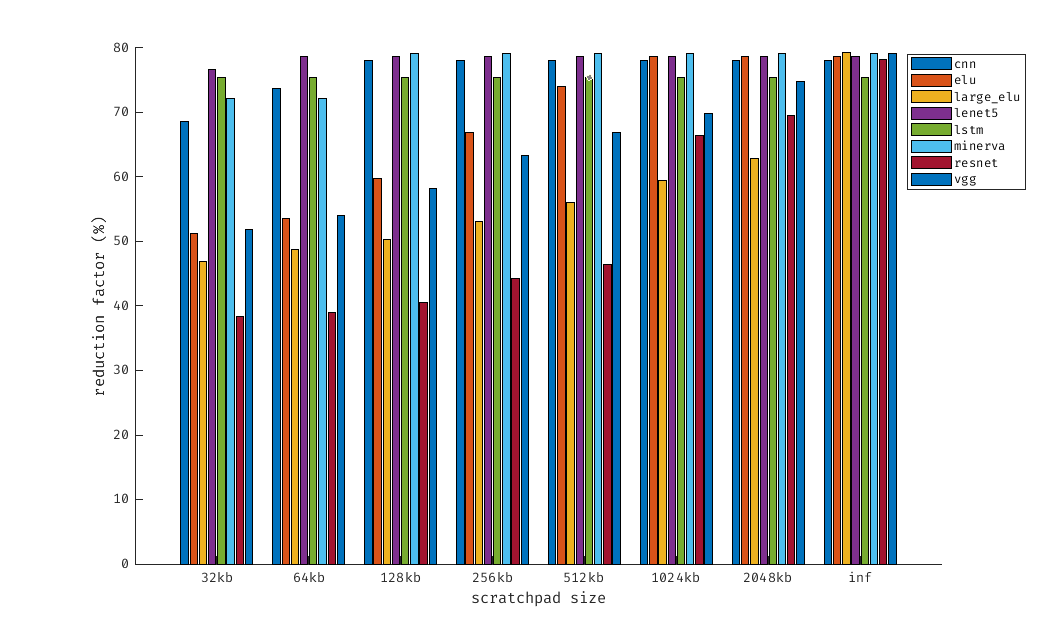 80
70
60
50
40
30
20
10
0
reduction factor (%)
32kb 64kb 128kb 256kb 512kb 1024kb 2048kb inf
scratchpad size
cnn
elu
large_elu
lenet5
lstm
minerva
resnet
vgg